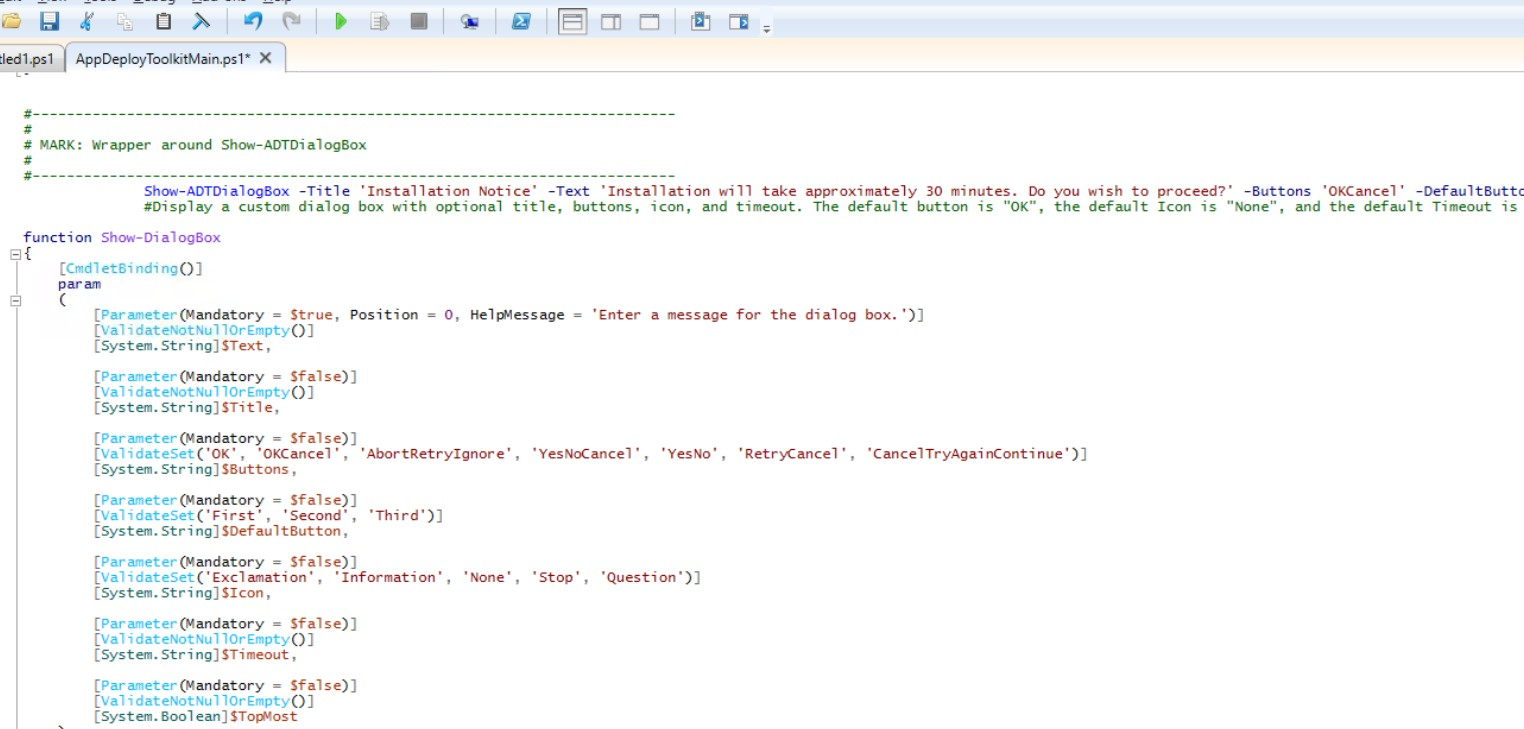 tled1.ps1 AppDeployToolkitMain.ps1* X
#---------------------------------------------------------------------------
#
# MARK: Wrapper around Show-ADTDialogBox
#
#---------------------------------------------------------------------------
Show-ADTDialogBox -Title 'Installation Notice' -Text 'Installation will take approximately 30 minutes. Do you wish to proceed?' -Buttons 'OKCancel' -DefaultButto
#Display a custom dialog box with optional title, buttons, icon, and timeout. The default button is "OK", the default Icon is "None", and the default Timeout is
function Show-DialogBox
{
[CmdletBinding()]
param
(
[Parameter(Mandatory = $true, Position = 0, HelpMessage = 'Enter a message for the dialog box.')]
[ValidateNotNullOrEmpty()]
[System.String]$Text,
[Parameter(Mandatory = $false)]
[ValidateNotNullOrEmpty()]
[System.String]$Title,
[Parameter(Mandatory = $false)]
[ValidateSet('OK', 'OKCancel', 'AbortRetryIgnore', 'YesNoCancel', 'YesNo', 'RetryCancel', 'CancelTryAgainContinue')]
[System.String]$Buttons,
[Parameter(Mandatory = $false)]
[ValidateSet('First', 'Second', 'Third')]
[System.String]$DefaultButton,
[Parameter(Mandatory = $false)]
[ValidateSet('Exclamation', 'Information', 'None', 'Stop', 'Question')]
[System.String]$Icon,
[Parameter(Mandatory = $false)]
[ValidateNotNullOrEmpty()]
[System.String]$Timeout,
[Parameter(Mandatory = $false)]
[ValidateNotNullOrEmpty()]
[System.Boolean]$TopMost